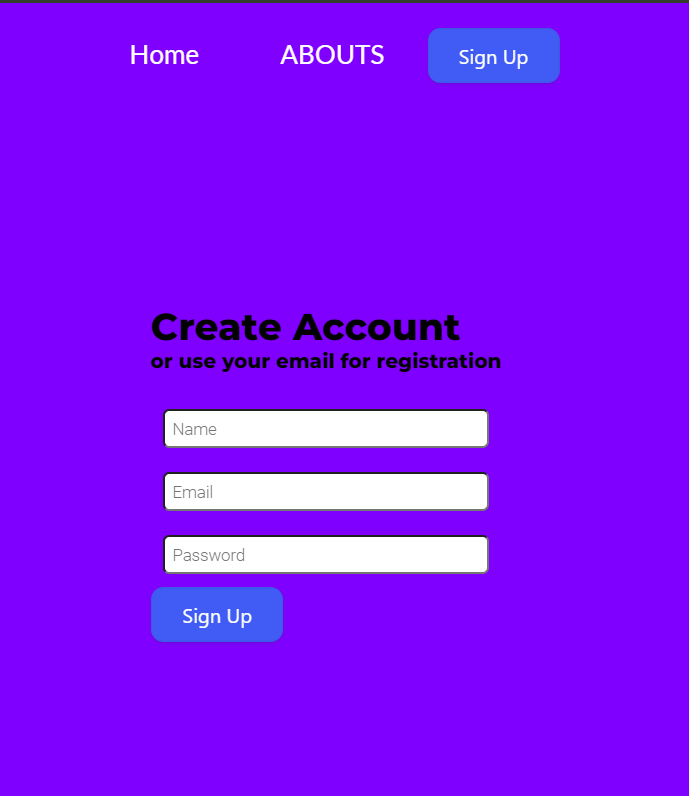 Home ABOUTS Sign Up
Create Account
or use your email for registration
Name
Email
Password
Sign Up